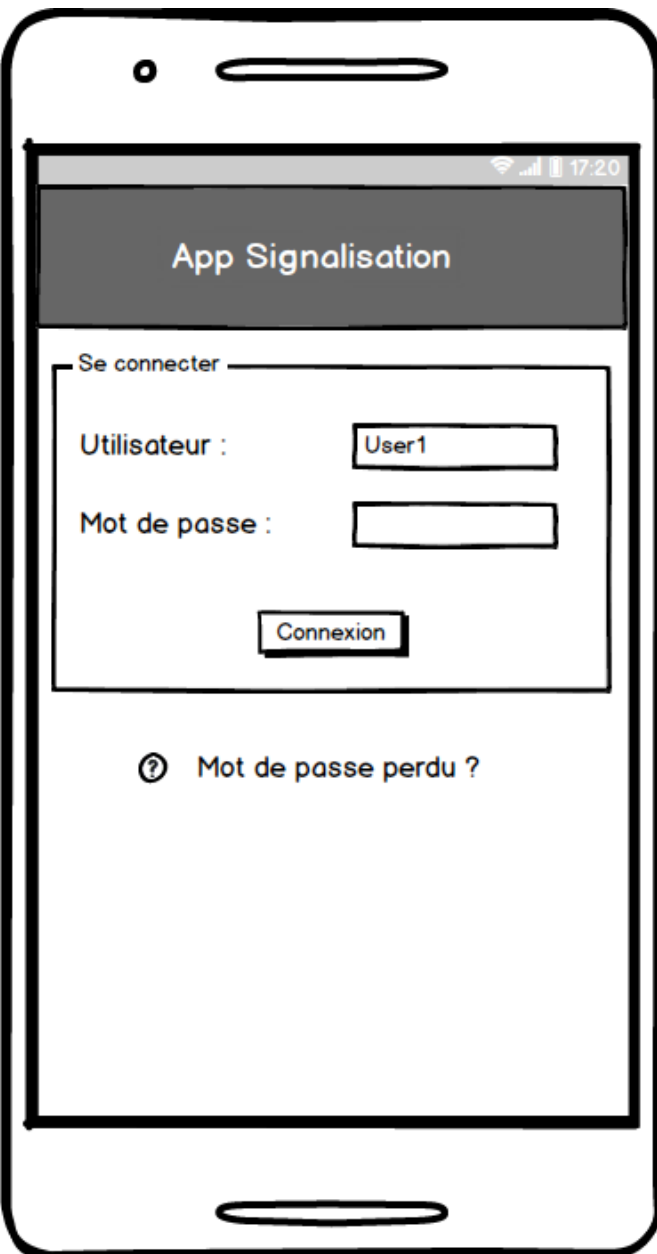 17:20
App Signalisation
Se connecter
Utilisateur : User1
Mot de passe :
Connexion
? Mot de passe perdu ?